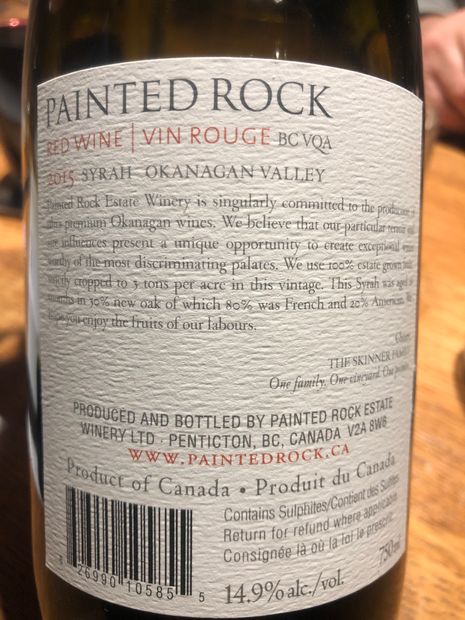 PAINTED ROCK
RED WINE | VIN ROUGE BC VQA
2015 SYRAH OKANAGAN VALLEY
Painted Rock Estate Winery is singularly committed to the production of
ultra-premium Okanagan wines. We believe that our particular terroir and
influences present a unique opportunity to create exceptional wines
worthy of the most discriminating palates. We use 100% estate grown fruit,
strictly cropped to 3 tons per acre in this vintage. This Syrah was aged
months in 30% new oak of which 80% was French and 20% American. We
hope you enjoy the fruits of our labours.
Cheers,
THE SKINNER FAMILY
One family. One vineyard. One
PRODUCED AND BOTTLED BY PAINTED ROCK ESTATE
WINERY LTD · PENTICTON, BC, CANADA V2A 8W6
WWW.PAINTEDROCK.CA
Product of Canada • Produit du Canada
Contains Sulphites/Contient des Sulfites
Return for refund where applicable.
Consignée là où la loi le prescrit.
26990 10585 5
14.9% alc./vol.
750ml